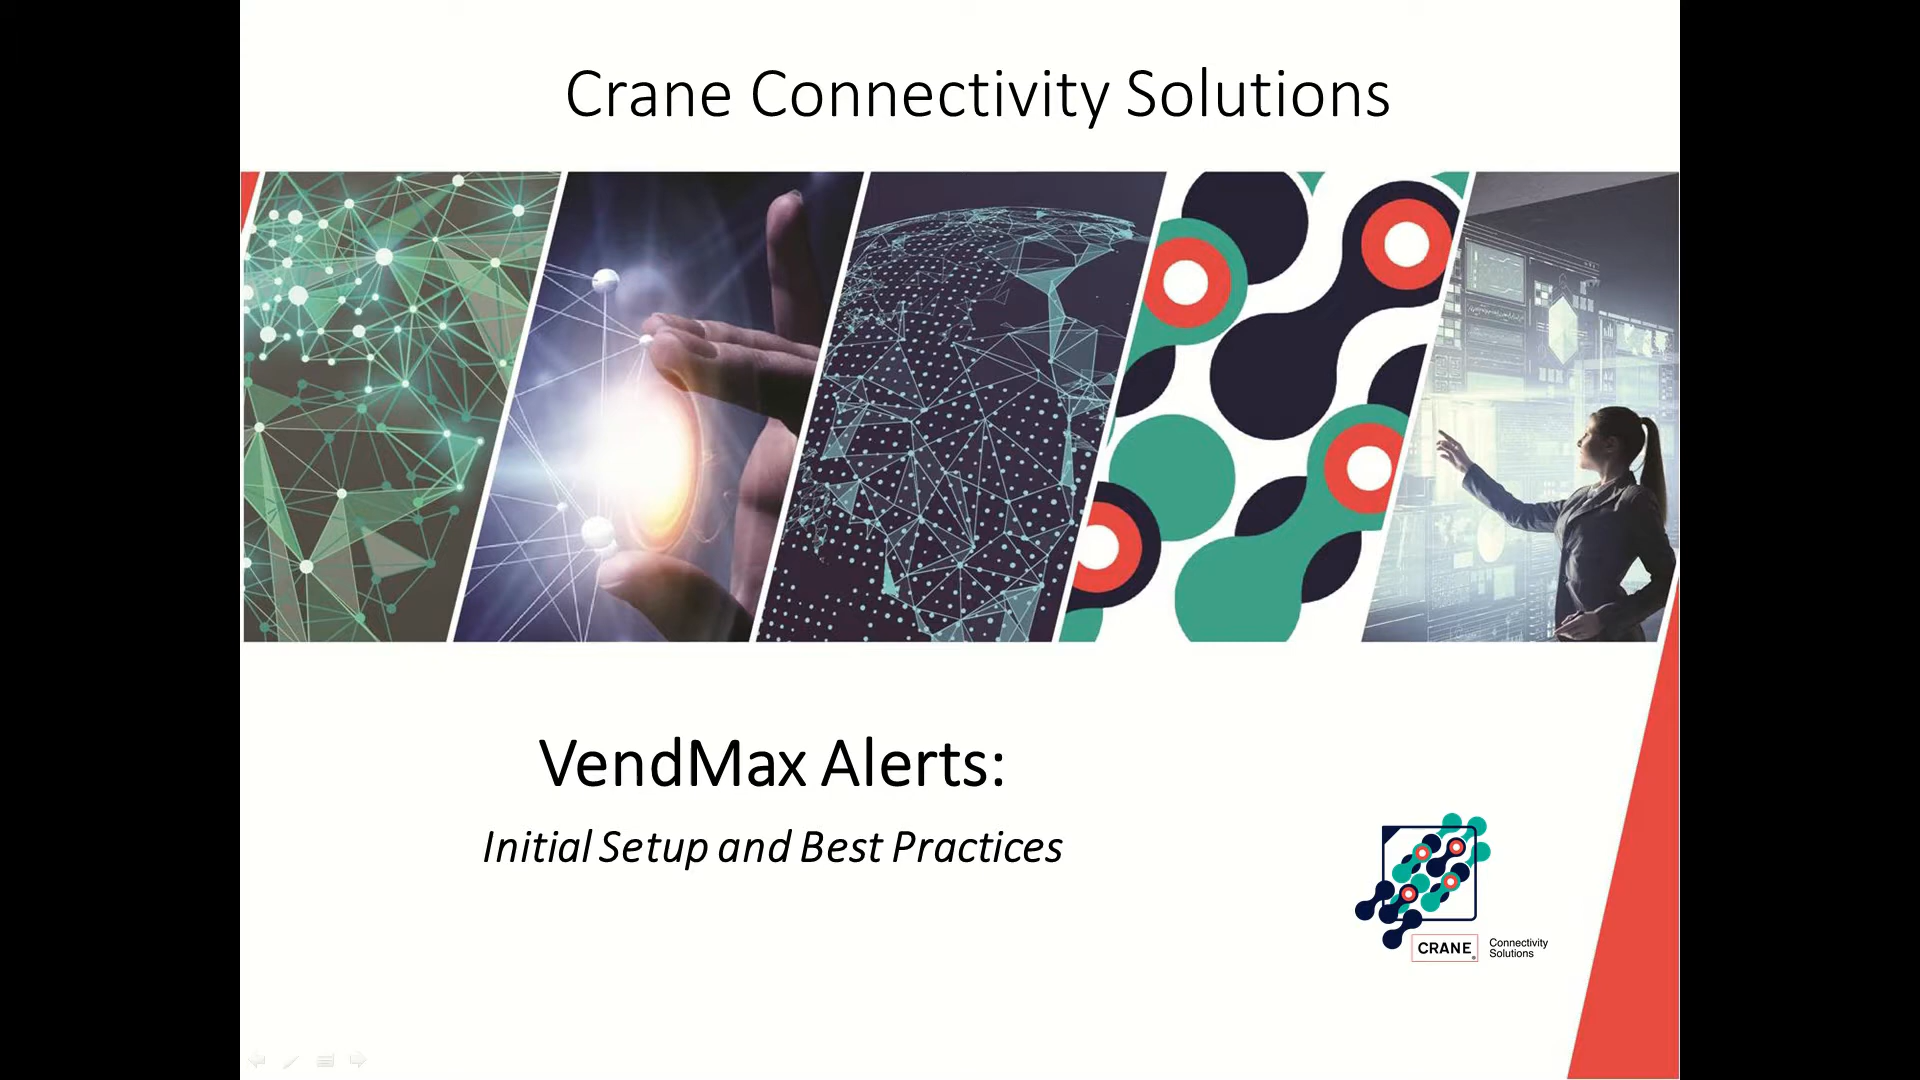 Crane Connectivity Solutions
VendMax Alerts:
Initial Setup and Best Practices
CRANE®
Connectivity
Solutions